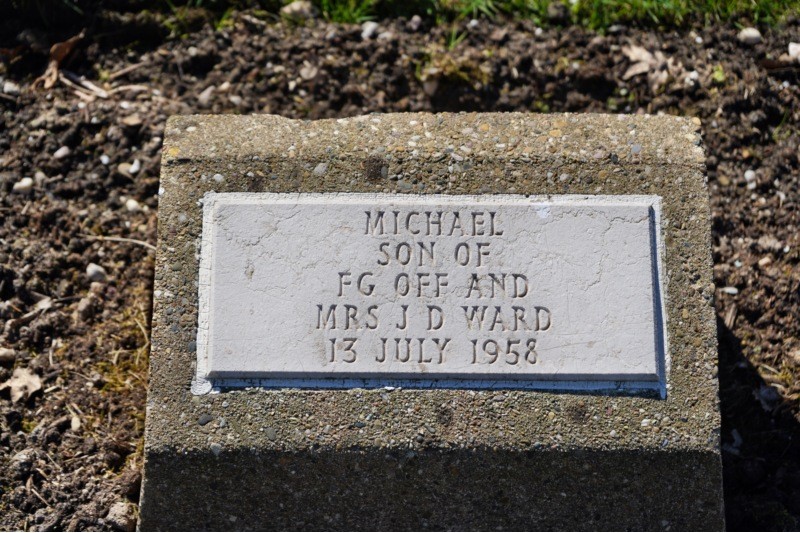 MICHAEL
SON OF
FG OFF AND
MRS J D WARD
13 JULY 1958